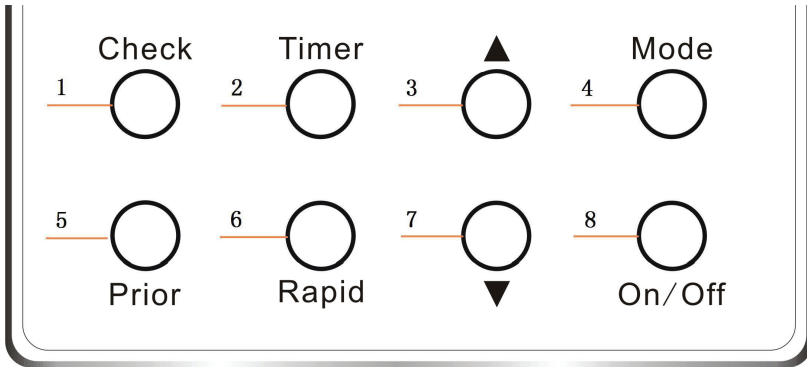 Check Timer ▲ Mode
1 2 3 4
5 6 7 8
Prior Rapid ▼ On/Off